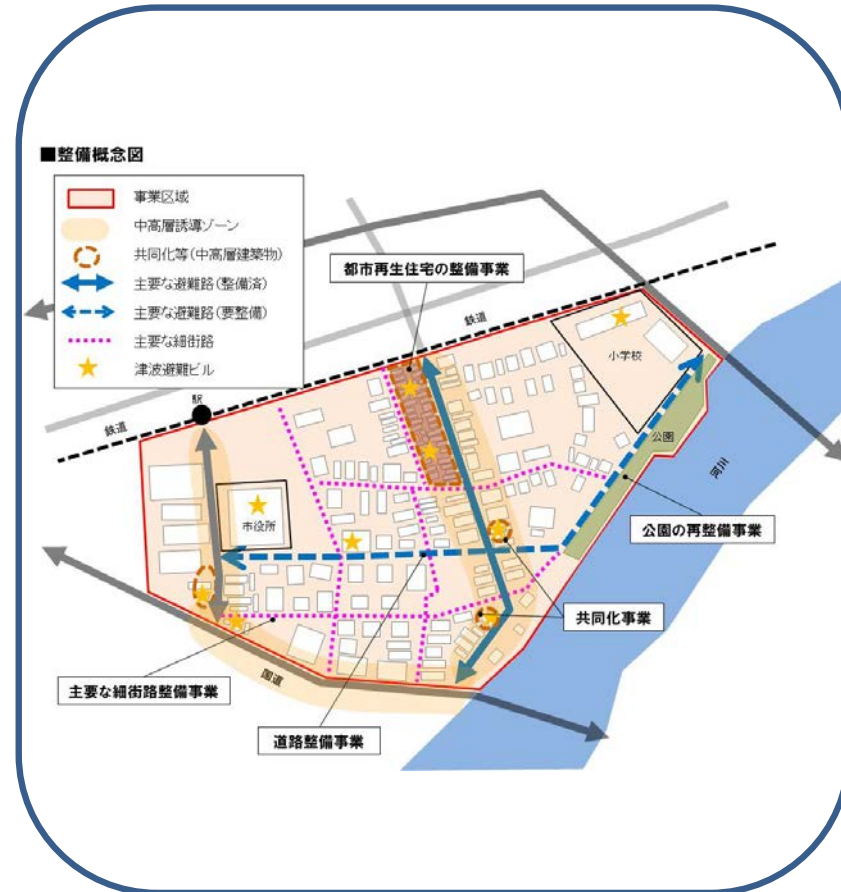 ■整備概念図
事業区域
中高層誘導ゾーン
共同化等(中高層建築物)
主要な避難路(整備済)
主要な避難路(要整備)
主要な細街路
津波避難ビル
都市再生住宅の整備事業
鉄道
小学校
駅
鉄道
公園
河川
市役所
公園の再整備事業
共同化事業
国道
主要な細街路整備事業
道路整備事業